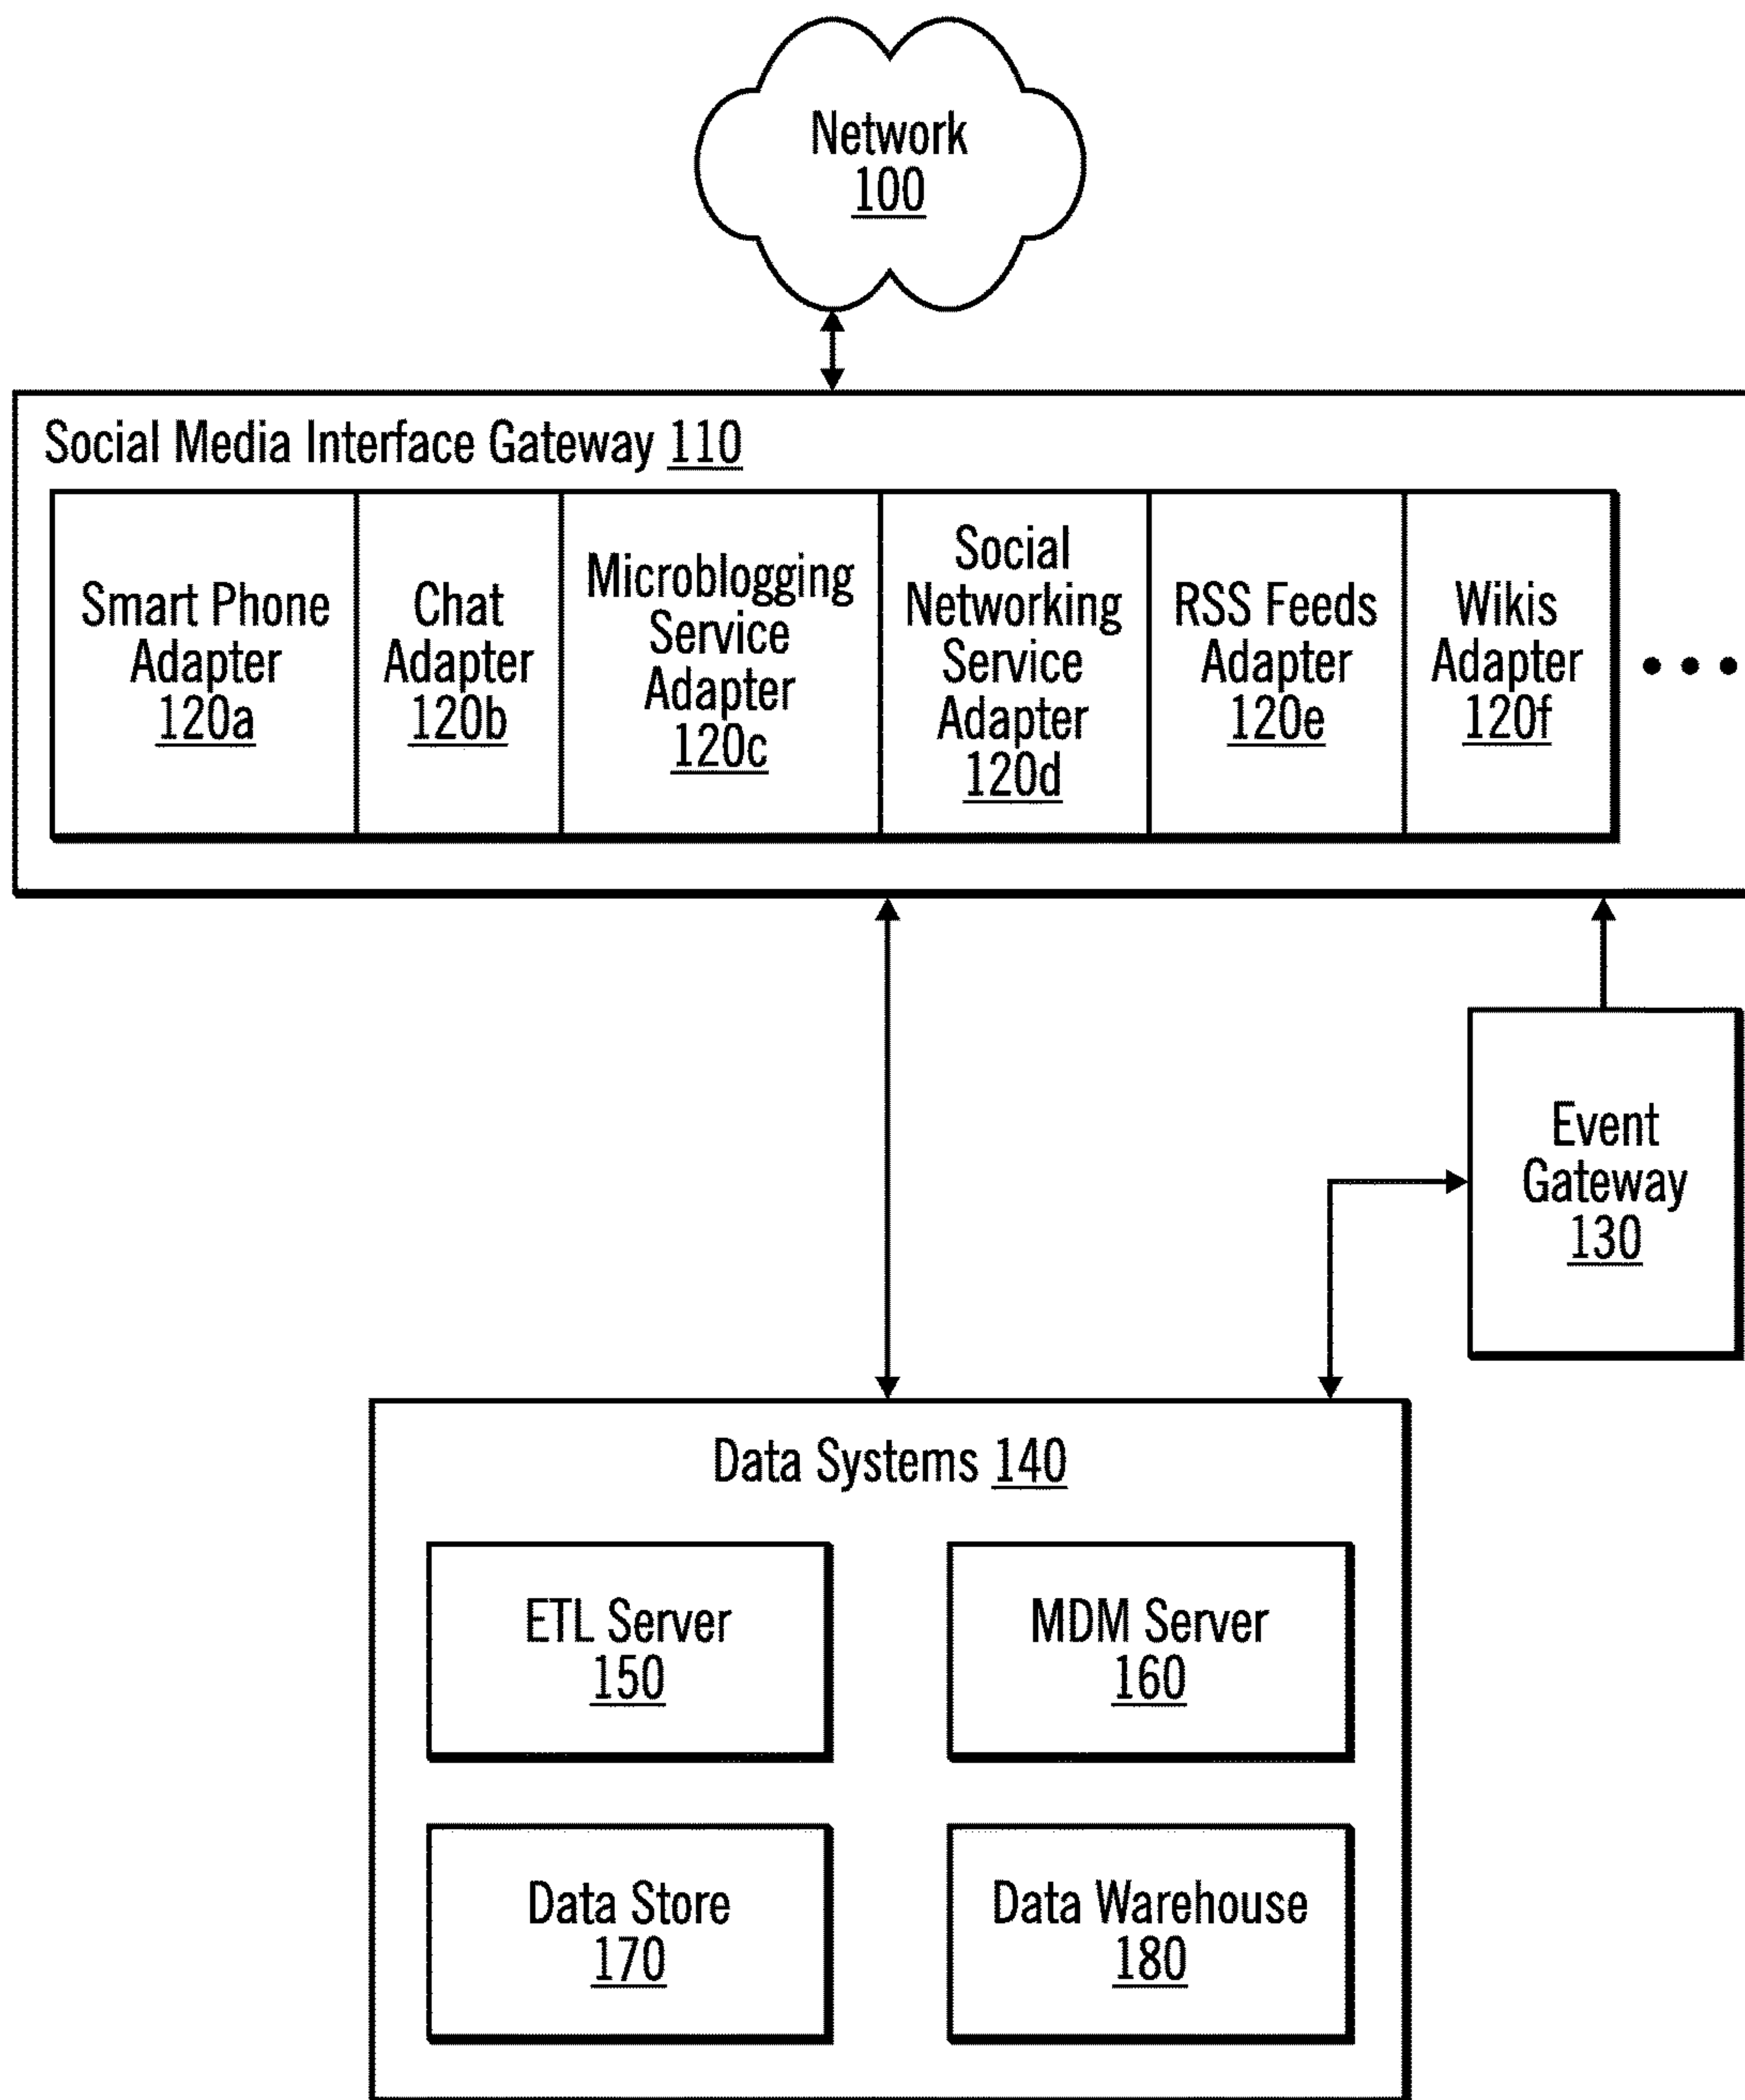 Network
100
Social Media Interface Gateway 110
Smart Phone
Adapter
120a
Chat
Adapter
120b
Microblogging
Service
Adapter
120c
Social
Networking
Service
Adapter
120d
RSS Feeds
Adapter
120e
Wikis
Adapter
120f
Event
Gateway
130
Data Systems 140
ETL Server
150
MDM Server
160
Data Store
170
Data Warehouse
180